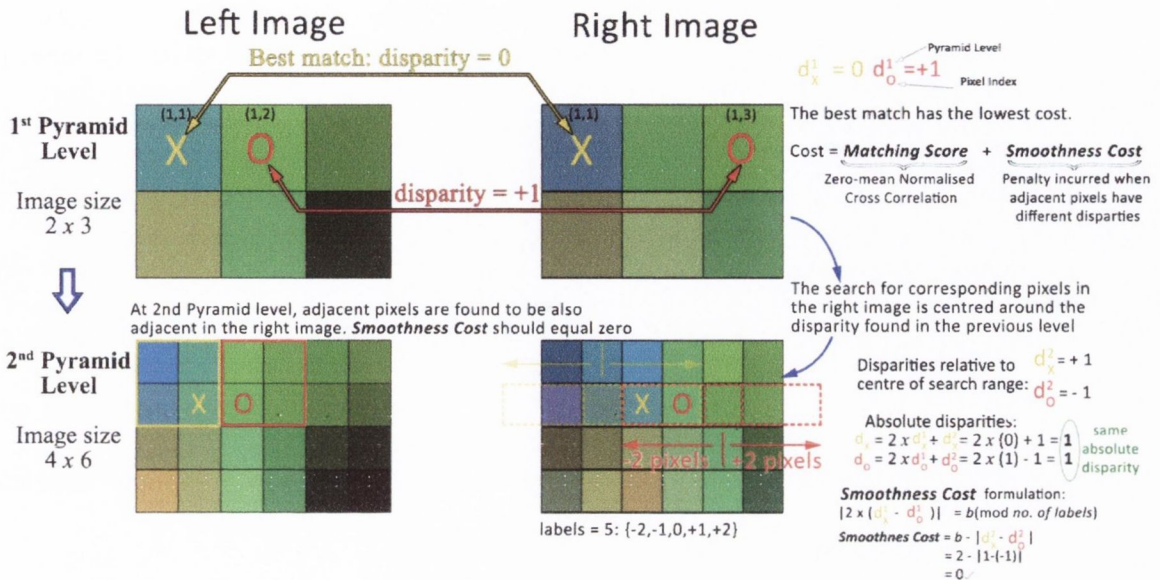 Left Image
Right Image
Best match: disparity = 0
Pyramid Level
d¹ₓ = 0 d¹ₒ =+1
Pixel Index
1st Pyramid
Level
(1,1)
(1,2)
(1,1)
(1,3)
X
O
X
O
The best match has the lowest cost.
Cost = Matching Score + Smoothness Cost
Zero-mean Normalised
Cross Correlation
Penalty incurred when
adjacent pixels have
different disparties
disparity = +1
Image size
2 x 3
The search for corresponding pixels in
the right image is centred around the
disparity found in the previous level
At 2nd Pyramid level, adjacent pixels are found to be also
adjacent in the right image. Smoothness Cost should equal zero
2nd Pyramid
Level
X
O
X
O
Disparities relative to
centre of search range:
d²ₓ = + 1
d²ₒ = - 1
Image size
4 x 6
-2 pixels
+2 pixels
Absolute disparities:
dₓ = 2 x d¹ₓ + d²ₓ = 2 x (0) + 1 = 1
dₒ = 2 x d¹ₒ + d²ₒ = 2 x (1) - 1 = 1
same
absolute
disparity
labels = 5: {-2,-1,0,+1,+2}
Smoothness Cost formulation:
|2 x (d¹ₓ - d¹ₒ )| = b(mod no. of labels)
Smoothnes Cost = b - |d²ₓ - d²ₒ |
= 2 - |1-(-1)|
= 0